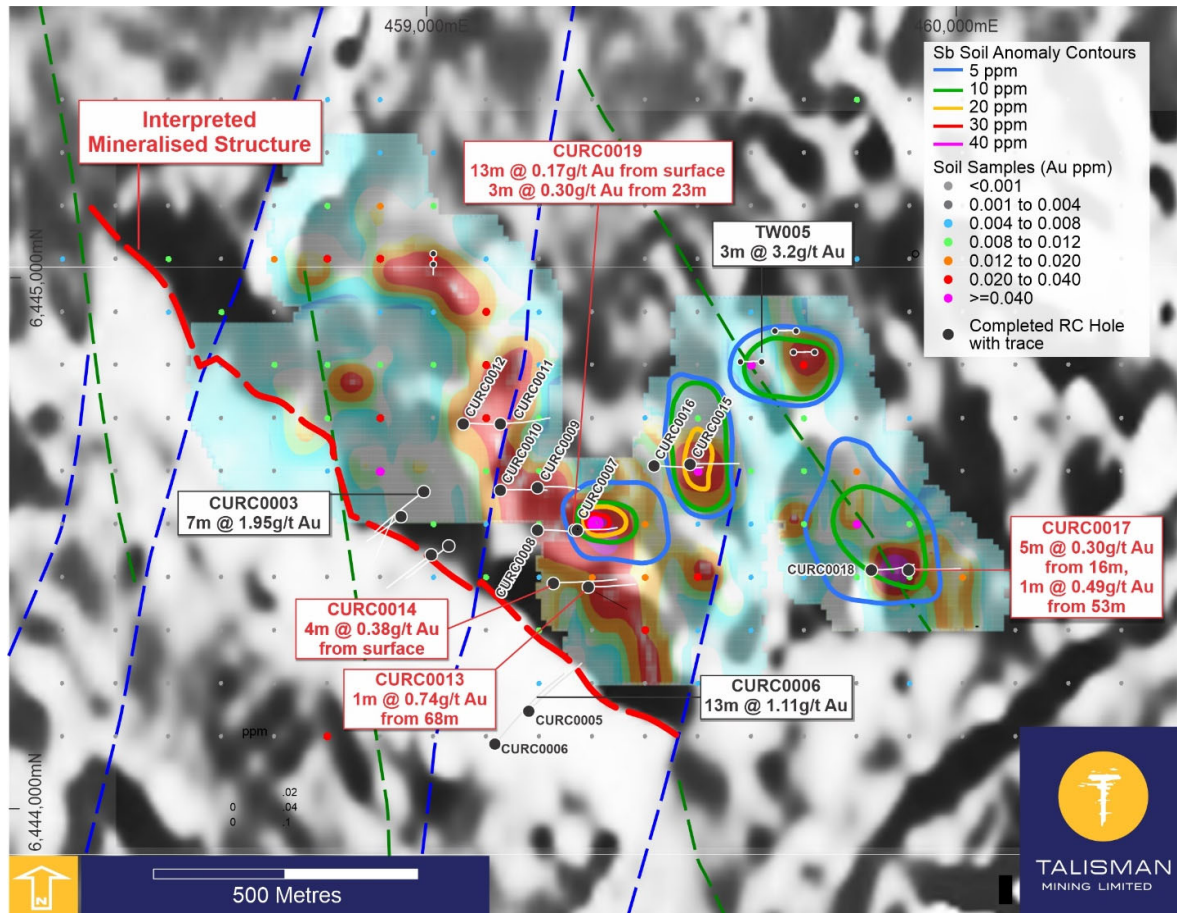 459,000mE
460,000mE
6,445,000mN
6,444,000mN
Interpreted
Mineralised Structure
CURC0019
13m @ 0.17g/t Au from surface
3m @ 0.30g/t Au from 23m
TW005
3m @ 3.2g/t Au
Sb Soil Anomaly Contours
5 ppm
10 ppm
20 ppm
30 ppm
40 ppm
Soil Samples (Au ppm)
<0.001
0.001 to 0.004
0.004 to 0.008
0.008 to 0.012
0.012 to 0.020
0.020 to 0.040
>=0.040
Completed RC Hole
with trace
CURC0012
CURC0011
CURC0010
CURC0009
CURC0016
CURC0015
CURC0007
CURC0008
CURC0003
7m @ 1.95g/t Au
CURC0018
CURC0017
5m @ 0.30g/t Au
from 16m,
1m @ 0.49g/t Au
from 53m
CURC0014
4m @ 0.38g/t Au
from surface
CURC0013
1m @ 0.74g/t Au
from 68m
CURC0006
13m @ 1.11g/t Au
CURC0005
CURC0006
ppm
.02
0 .04
0 .1
N
500 Metres
TALISMAN
MINING LIMITED